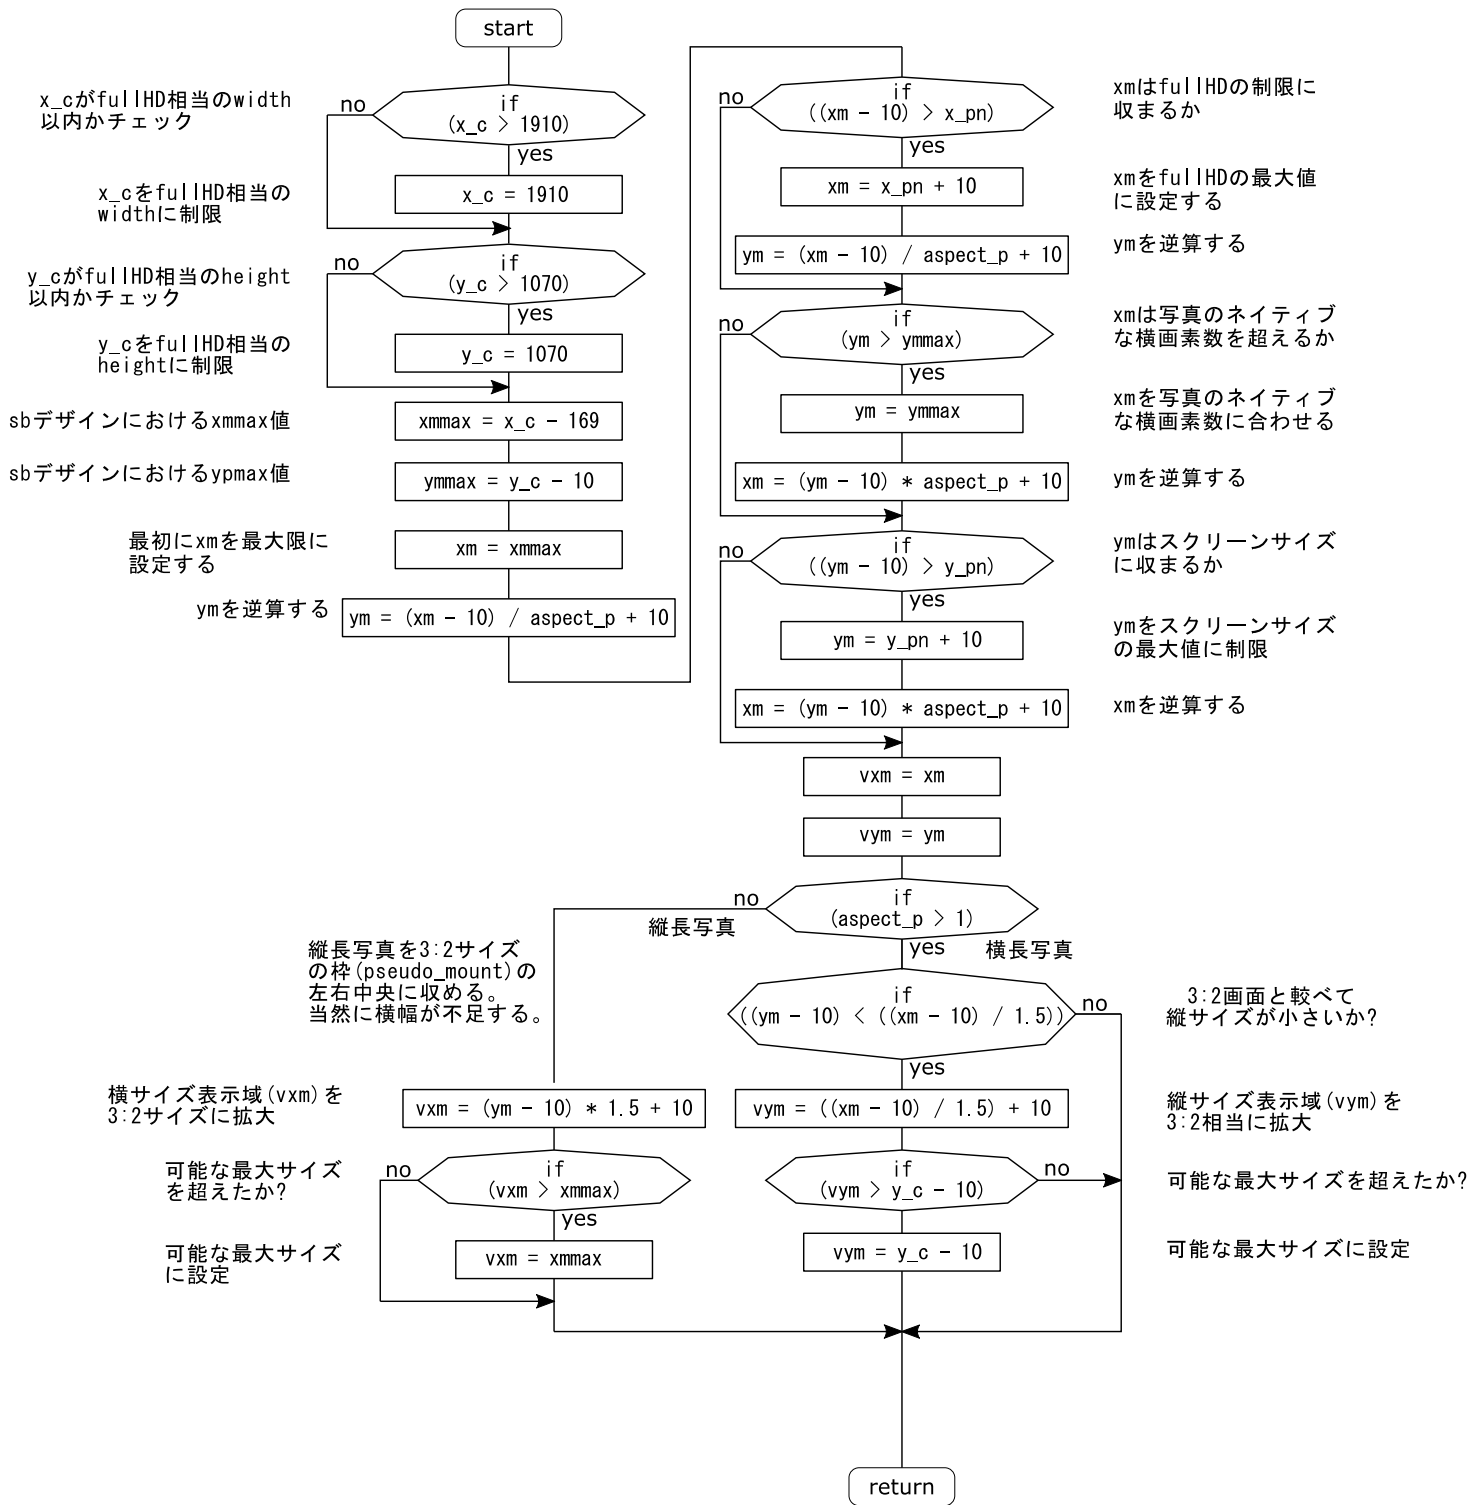 start
x_cがfullHD相当のwidth
以内かチェック
no
if
(x_c > 1910)
yes
x_cをfullHD相当の
widthに制限
x_c = 1910
y_cがfullHD相当のheight
以内かチェック
no
if
(y_c > 1070)
yes
y_cをfullHD相当の
heightに制限
y_c = 1070
sbデザインにおけるxmmax値
xmmax = x_c - 169
sbデザインにおけるypmax値
ymmax = y_c - 10
最初にxmを最大限に
設定する
xm = xmmax
ymを逆算する
ym = (xm - 10) / aspect_p + 10
no
if
((xm - 10) > x_pn)
yes
xmはfullHDの制限に
収まるか
xm = x_pn + 10
xmをfullHDの最大値
に設定する
ym = (xm - 10) / aspect_p + 10
ymを逆算する
no
if
(ym > ymmax)
yes
xmは写真のネイティブ
な横画素数を超えるか
ym = ymmax
xmを写真のネイティブ
な横画素数に合わせる
xm = (ym - 10) * aspect_p + 10
ymを逆算する
no
if
((ym - 10) > y_pn)
yes
ymはスクリーンサイズ
に収まるか
ym = y_pn + 10
ymをスクリーンサイズ
の最大値に制限
xm = (ym - 10) * aspect_p + 10
xmを逆算する
vxm = xm
vym = ym
no
if
(aspect_p > 1)
縦長写真
yes
横長写真
縦長写真を3:2サイズ
の枠(pseudo_mount)の
左右中央に収める。
当然に横幅が不足する。
if
((ym - 10) < ((xm - 10) / 1.5))
no
yes
3:2画面と較べて
縦サイズが小さいか?
横サイズ表示域(vxm)を
3:2サイズに拡大
vxm = (ym - 10) * 1.5 + 10
vym = ((xm - 10) / 1.5) + 10
縦サイズ表示域(vym)を
3:2相当に拡大
可能な最大サイズ
を超えたか?
no
if
(vxm > xmmax)
yes
if
(vym > y_c - 10)
no
可能な最大サイズを超えたか?
可能な最大サイズ
に設定
vxm = xmmax
vym = y_c - 10
可能な最大サイズに設定
return